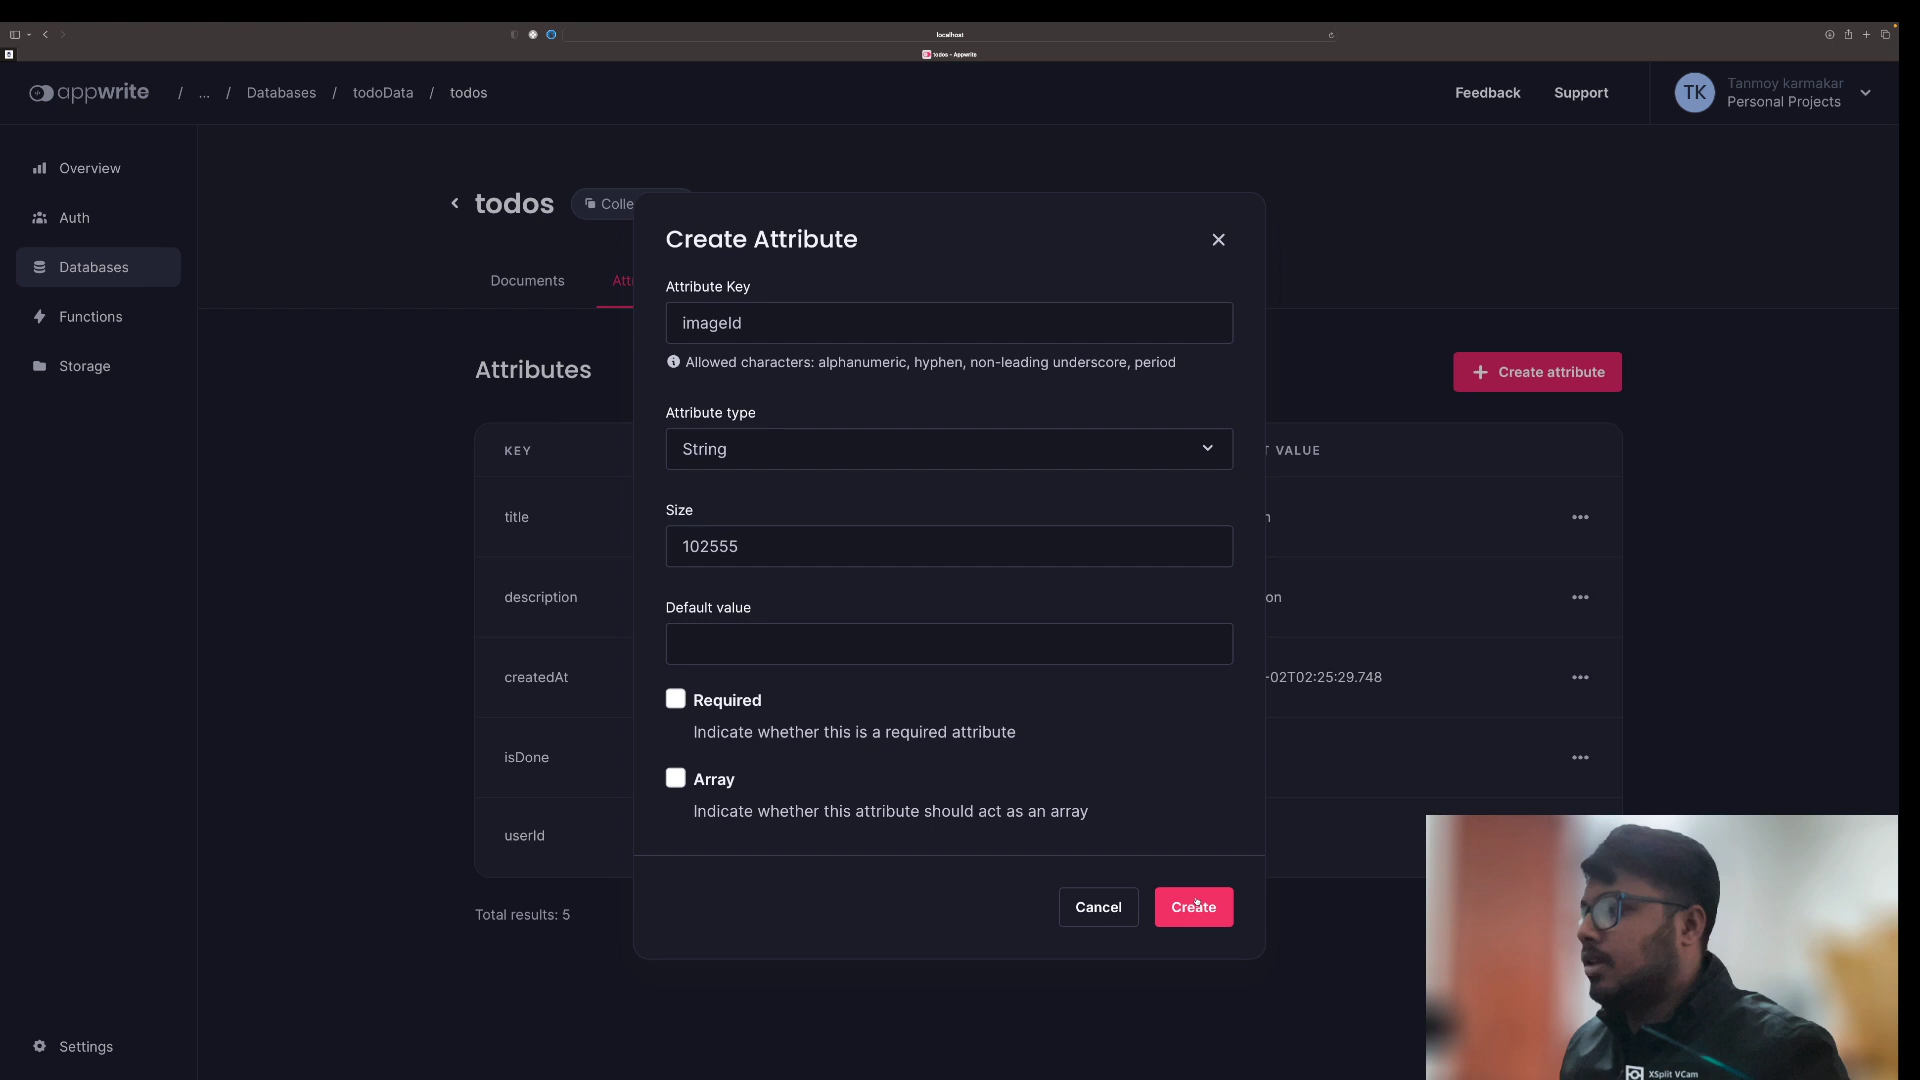 localhost
todos - Appwrite
appwrite / ... / Databases / todoData / todos
Feedback
Support
TK
Tanmoy karmakar
Personal Projects
Overview
Auth
Databases
Functions
Storage
Settings
todos
Colle
Documents
Att
Attributes
Create attribute
KEY
T VALUE
title
description
on
createdAt
-02T02:25:29.748
isDone
userId
Total results: 5
Create Attribute
Attribute Key
imageId
Allowed characters: alphanumeric, hyphen, non-leading underscore, period
Attribute type
String
Size
102555
Default value
Required
Indicate whether this is a required attribute
Array
Indicate whether this attribute should act as an array
Cancel
Create
XSplit VCam